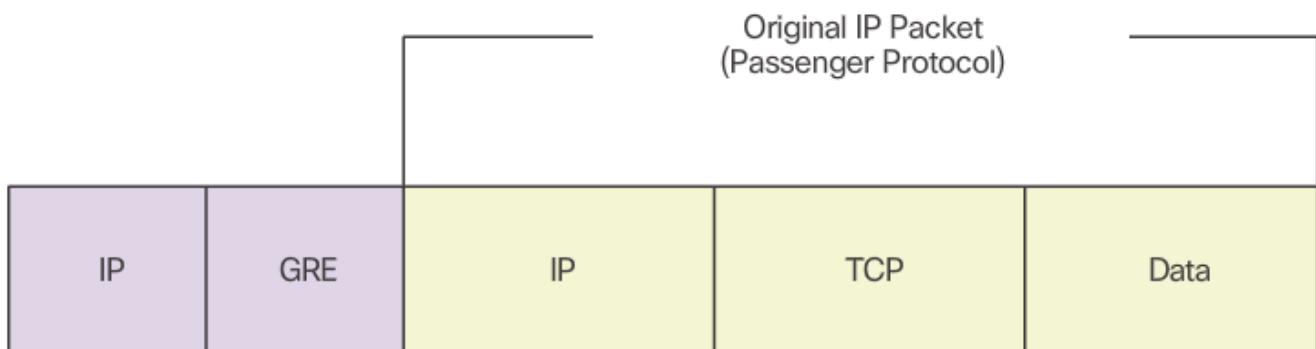 Original IP Packet
(Passenger Protocol)
IP GRE IP TCP Data